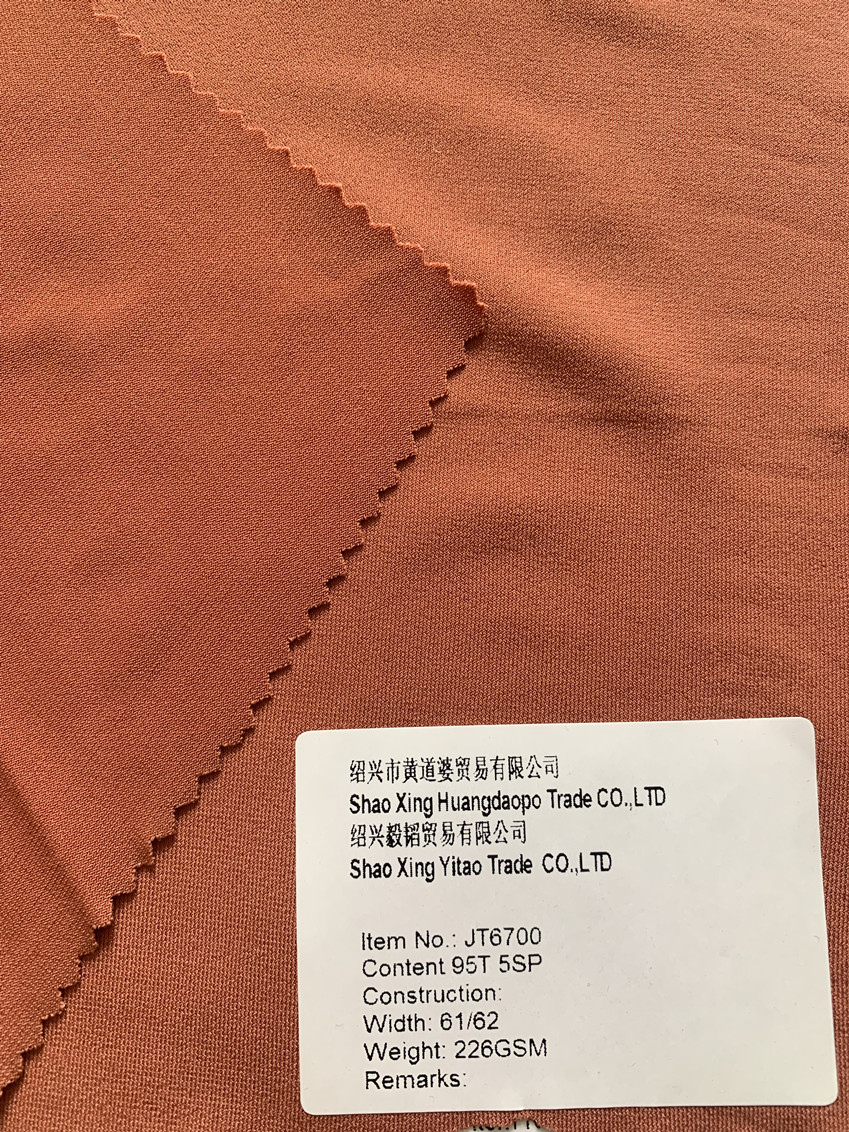 绍兴市黄道婆贸易有限公司
Shao Xing Huangdaopo Trade CO.,LTD
绍兴毅韬贸易有限公司
Shao Xing Yitao Trade CO.,LTD
Item No.: JT6700
Content 95T 5SP
Construction:
Width: 61/62
Weight: 226GSM
Remarks: